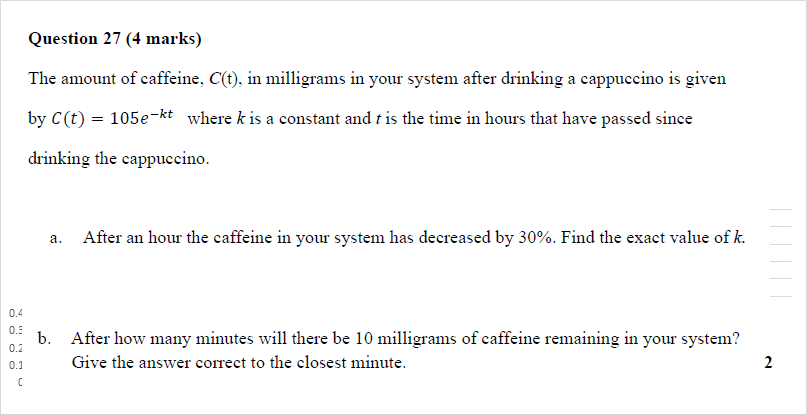 Question 27 (4 marks)
The amount of caffeine, C(t), in milligrams in your system after drinking a cappuccino is given
by C(t) = 105e^{-kt} where k is a constant and t is the time in hours that have passed since
drinking the cappuccino.
a. After an hour the caffeine in your system has decreased by 30%. Find the exact value of k.
0.4
0.3
0.2
0.1
0
b. After how many minutes will there be 10 milligrams of caffeine remaining in your system?
Give the answer correct to the closest minute.
2